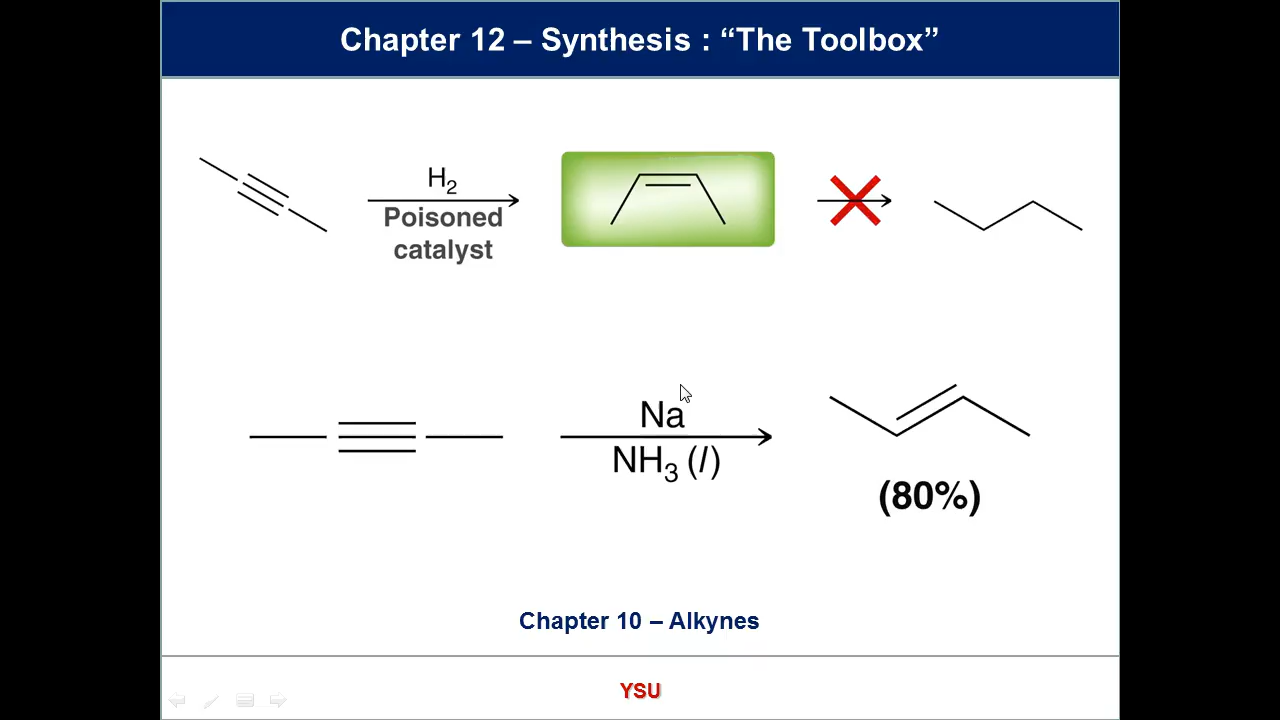 Chapter 12 – Synthesis : “The Toolbox”
H2
Poisoned
catalyst
Na
NH3 (l)
(80%)
Chapter 10 – Alkynes
YSU